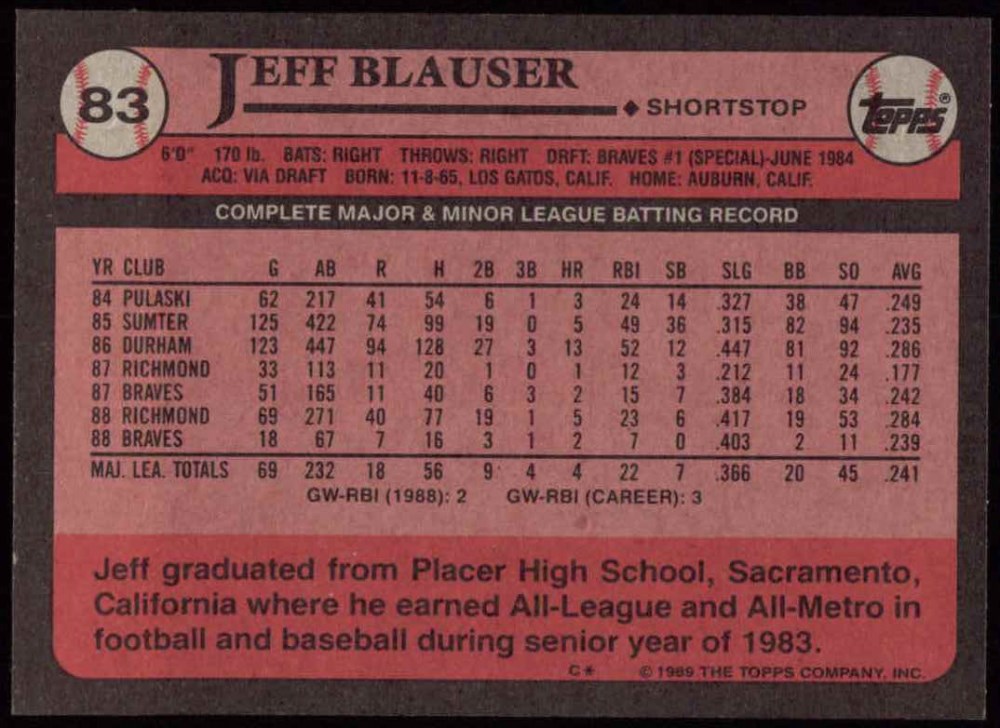 83
JEFF BLAUSER
◆ SHORTSTOP
TOPPS®
6'0" 170 lb. BATS: RIGHT THROWS: RIGHT DRFT: BRAVES #1 (SPECIAL)-JUNE 1984
ACQ: VIA DRAFT BORN: 11-8-65, LOS GATOS, CALIF. HOME: AUBURN, CALIF.
COMPLETE MAJOR & MINOR LEAGUE BATTING RECORD
YR CLUB G AB R H 2B 3B HR RBI SB SLG BB SO AVG
84 PULASKI 62 217 41 54 6 1 3 24 14 .327 38 47 .249
85 SUMTER 125 422 74 99 19 0 5 49 36 .315 82 94 .235
86 DURHAM 123 447 94 128 27 3 13 52 12 .447 81 92 .286
87 RICHMOND 33 113 11 20 1 0 1 12 3 .212 11 24 .177
87 BRAVES 51 165 11 40 6 3 2 15 7 .384 18 34 .242
88 RICHMOND 69 271 40 77 19 1 5 23 6 .417 19 53 .284
88 BRAVES 18 67 7 16 3 1 2 7 0 .403 2 11 .239
MAJ. LEA. TOTALS 69 232 18 56 9 4 4 22 7 .366 20 45 .241
GW-RBI (1988): 2 GW-RBI (CAREER): 3
Jeff graduated from Placer High School, Sacramento,
California where he earned All-League and All-Metro in
football and baseball during senior year of 1983.
C* © 1989 THE TOPPS COMPANY, INC.